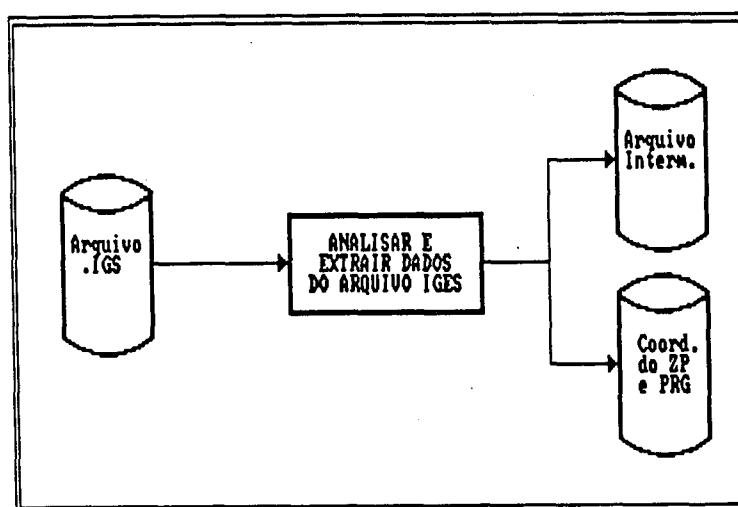 Arquivo
.IGS
ANALISAR E
EXTRAIR DADOS
DO ARQUIVO IGES
Arquivo
Interm.
Coord.
do ZP
e PRG